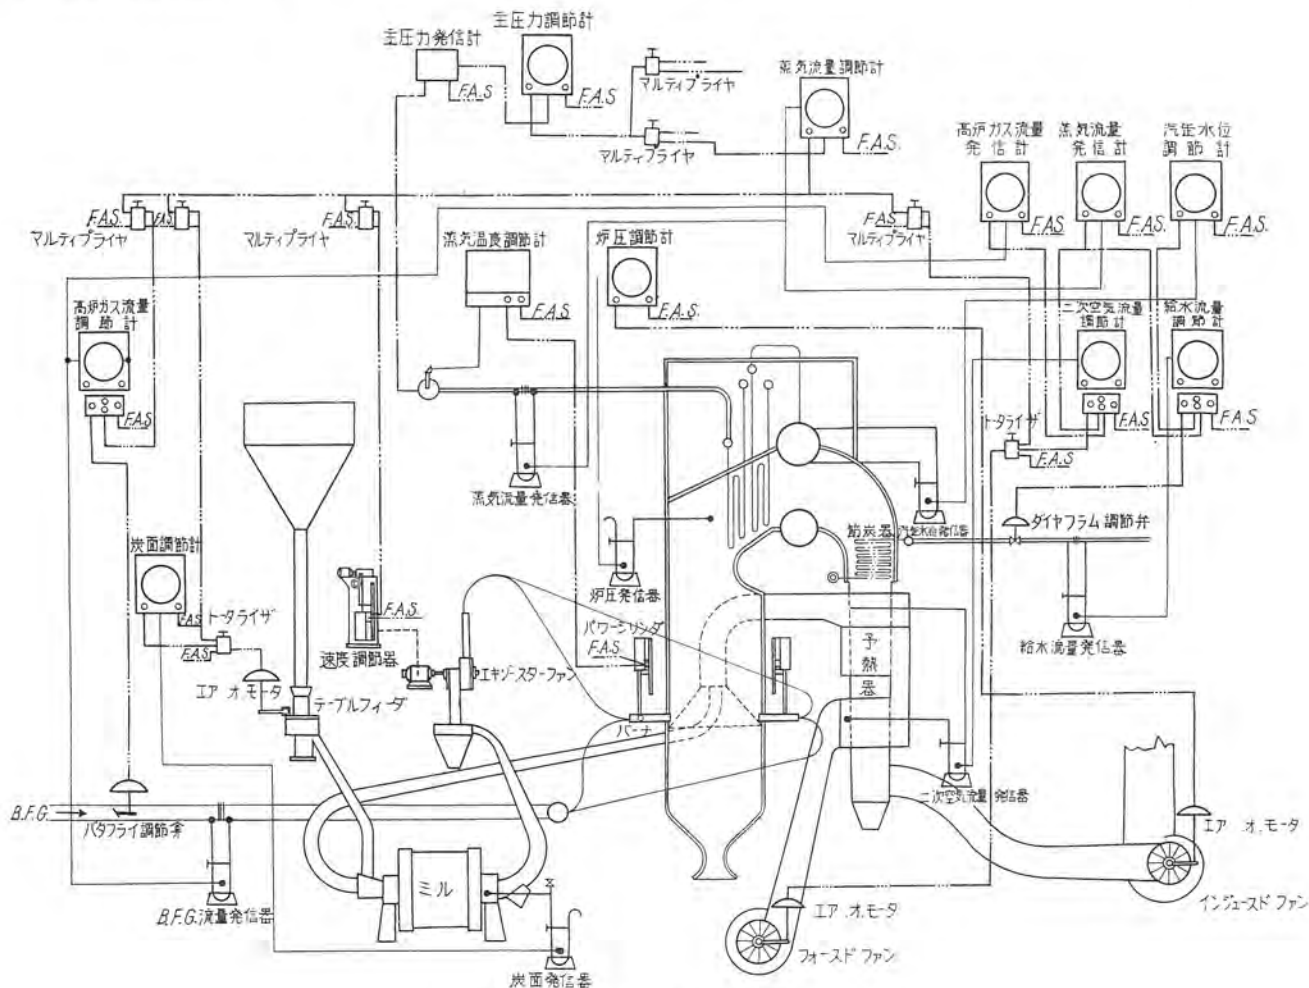 主圧力調節計
主圧力発信計
F.A.S
F.A.S
マルティプライヤ
蒸気流量調節計
マルティプライヤ
F.A.S.
高炉ガス流量
発信計
蒸気流量
発信計
汽缶水位
調節計
F.A.S.
F.A.S.
F.A.S.
F.A.S.
F.A.S.
F.A.S.
F.A.S.
マルティプライヤ
マルティプライヤ
マルティプライヤ
蒸気温度調節計
炉圧調節計
F.A.S.
F.A.S.
高炉ガス流量
調節計
二次空気流量
調節計
給水流量
調節計
F.A.S
F.A.S
F.A.S
トータライザ
F.A.S
蒸気流量発信器
ダイヤフラム調節弁
節炭器
汽缶水位発信器
炭面調節計
炉圧発信器
F.A.S
トータライザ
F.A.S.
F.A.S.
速度調節器
パワーシリンダ
F.A.S.
予熱器
給水流量発信器
エア オ.モータ
テーブルフィーダ
エキゾースターファン
バーナ
二次空気流量発信器
B.F.G.
バタフライ調節弁
エア オ.モータ
ミル
B.F.G.流量発信器
エア オ.モータ
インジュースド ファン
フォースド ファン
炭面発信器